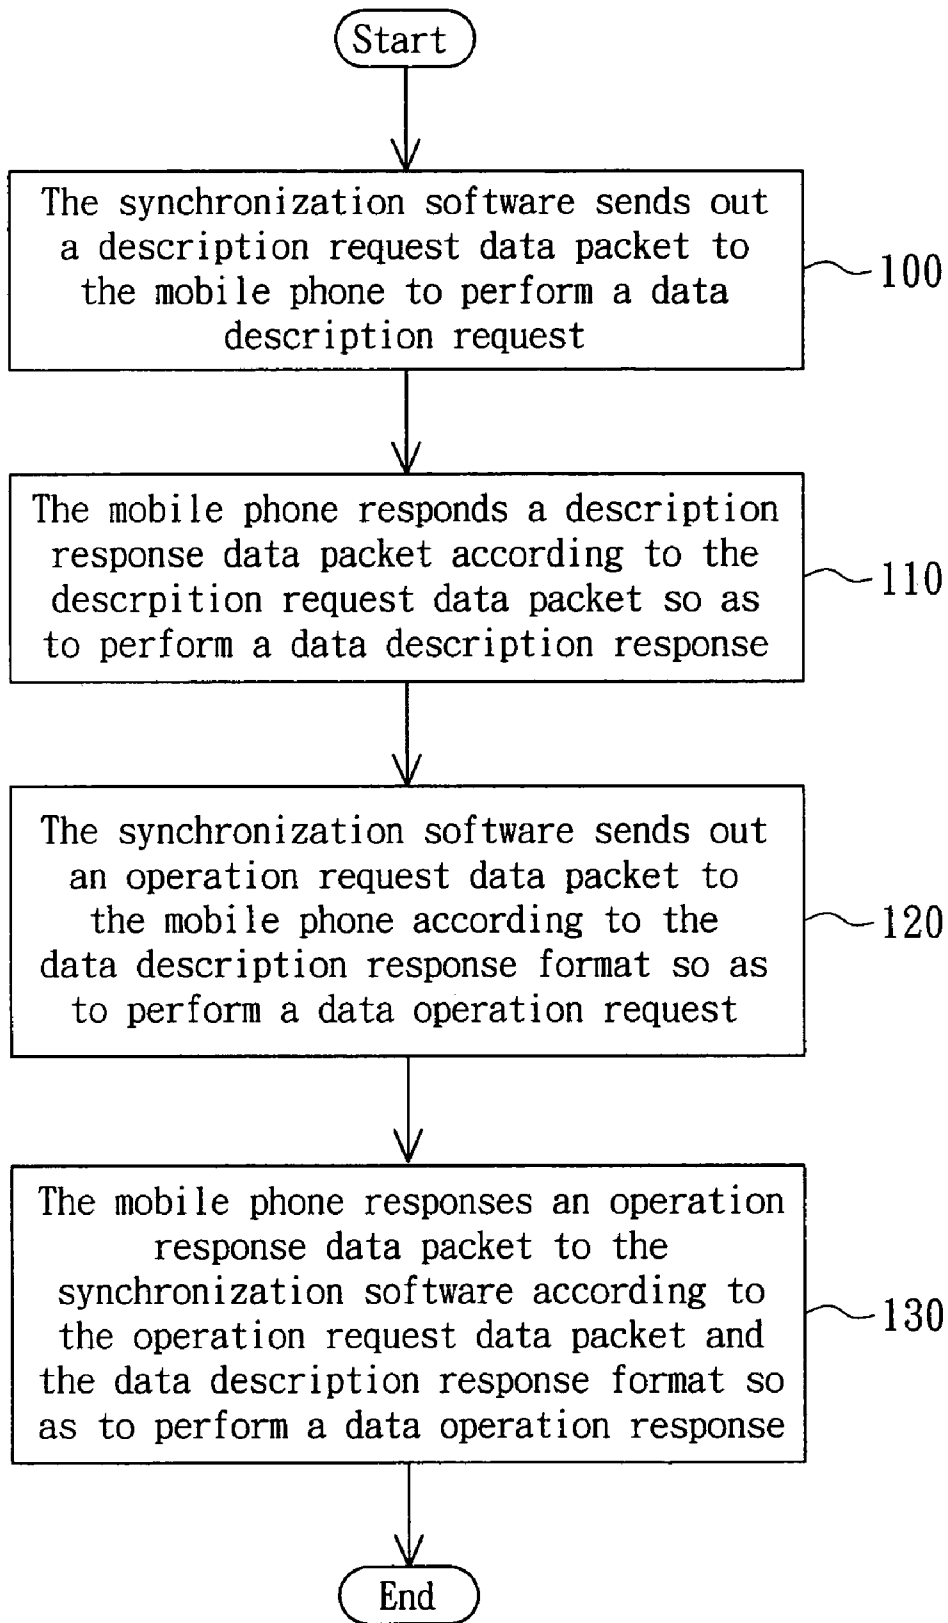 Start
The synchronization software sends out
a description request data packet to
the mobile phone to perform a data
description request
100
The mobile phone responds a description
response data packet according to the
descrpition request data packet so as
to perform a data description response
110
The synchronization software sends out
an operation request data packet to
the mobile phone according to the
data description response format so as
to perform a data operation request
120
The mobile phone responses an operation
response data packet to the
synchronization software according to
the operation request data packet and
the data description response format so
as to perform a data operation response
130
End